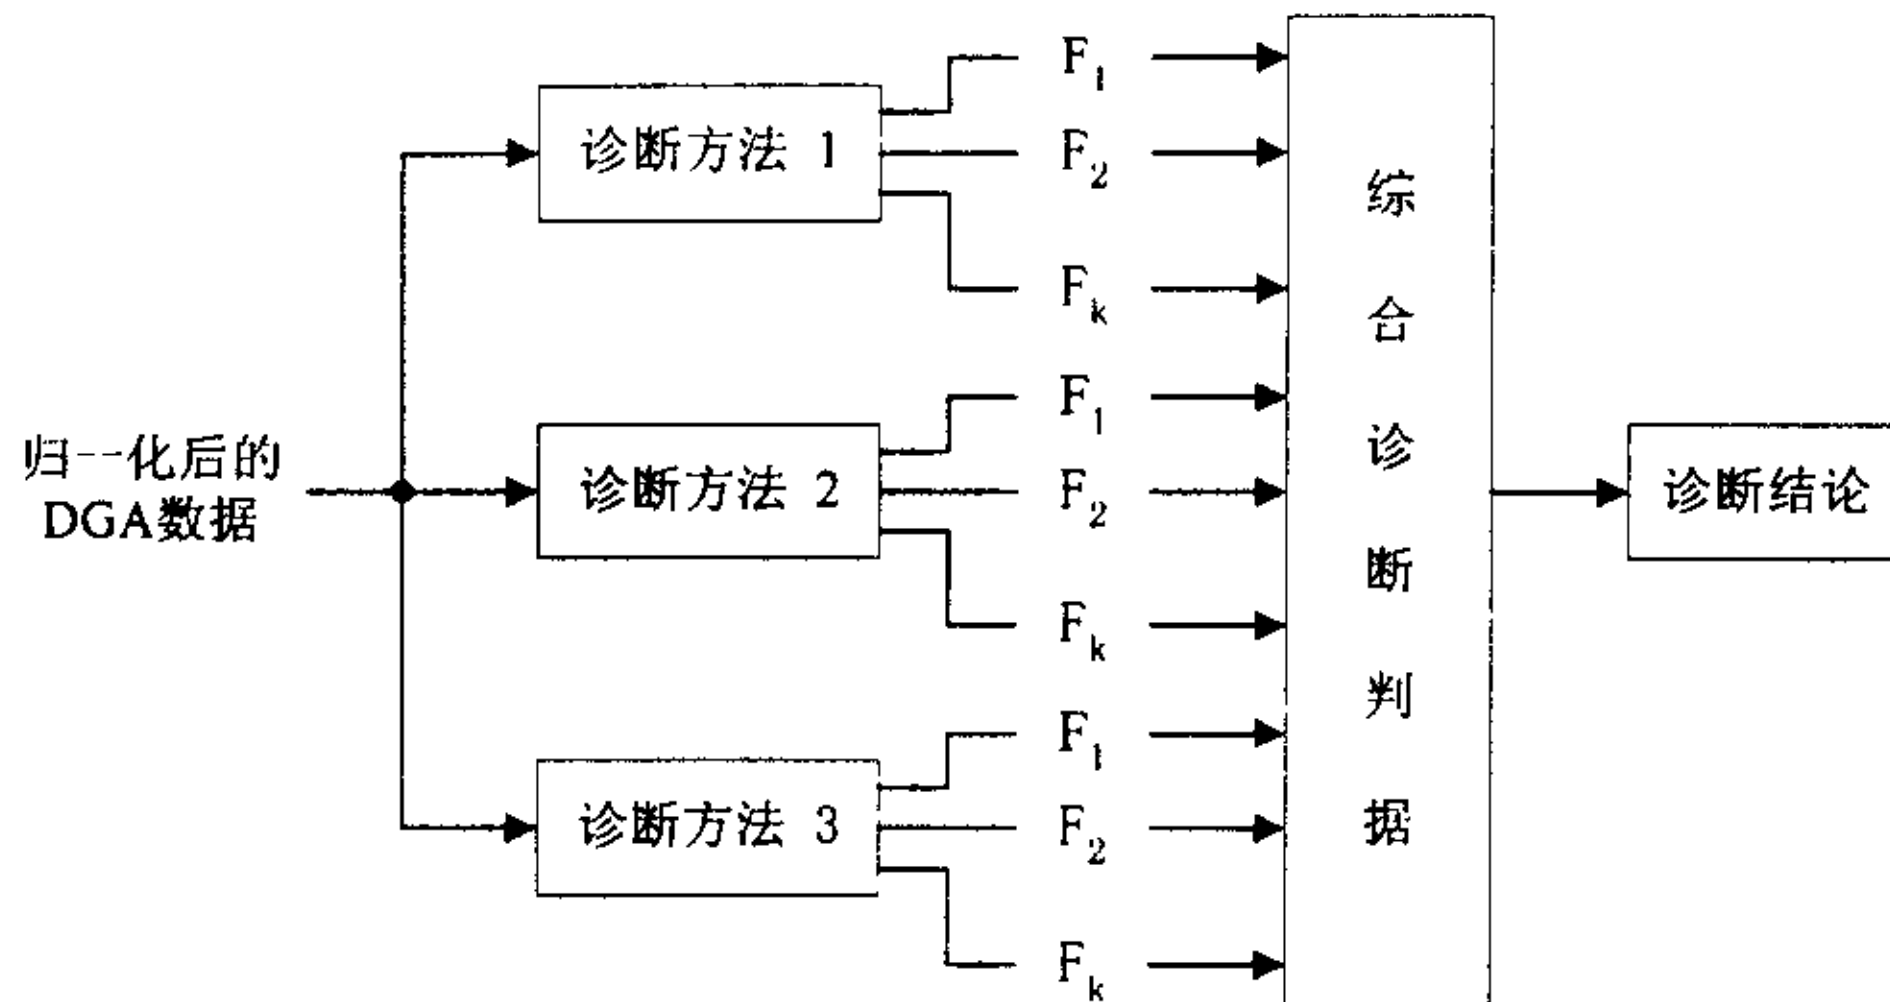 归一化后的
DGA数据
诊断方法 1
F1
F2
Fk
诊断方法 2
F1
F2
Fk
诊断方法 3
F1
F2
Fk
综合诊断判据
诊断结论